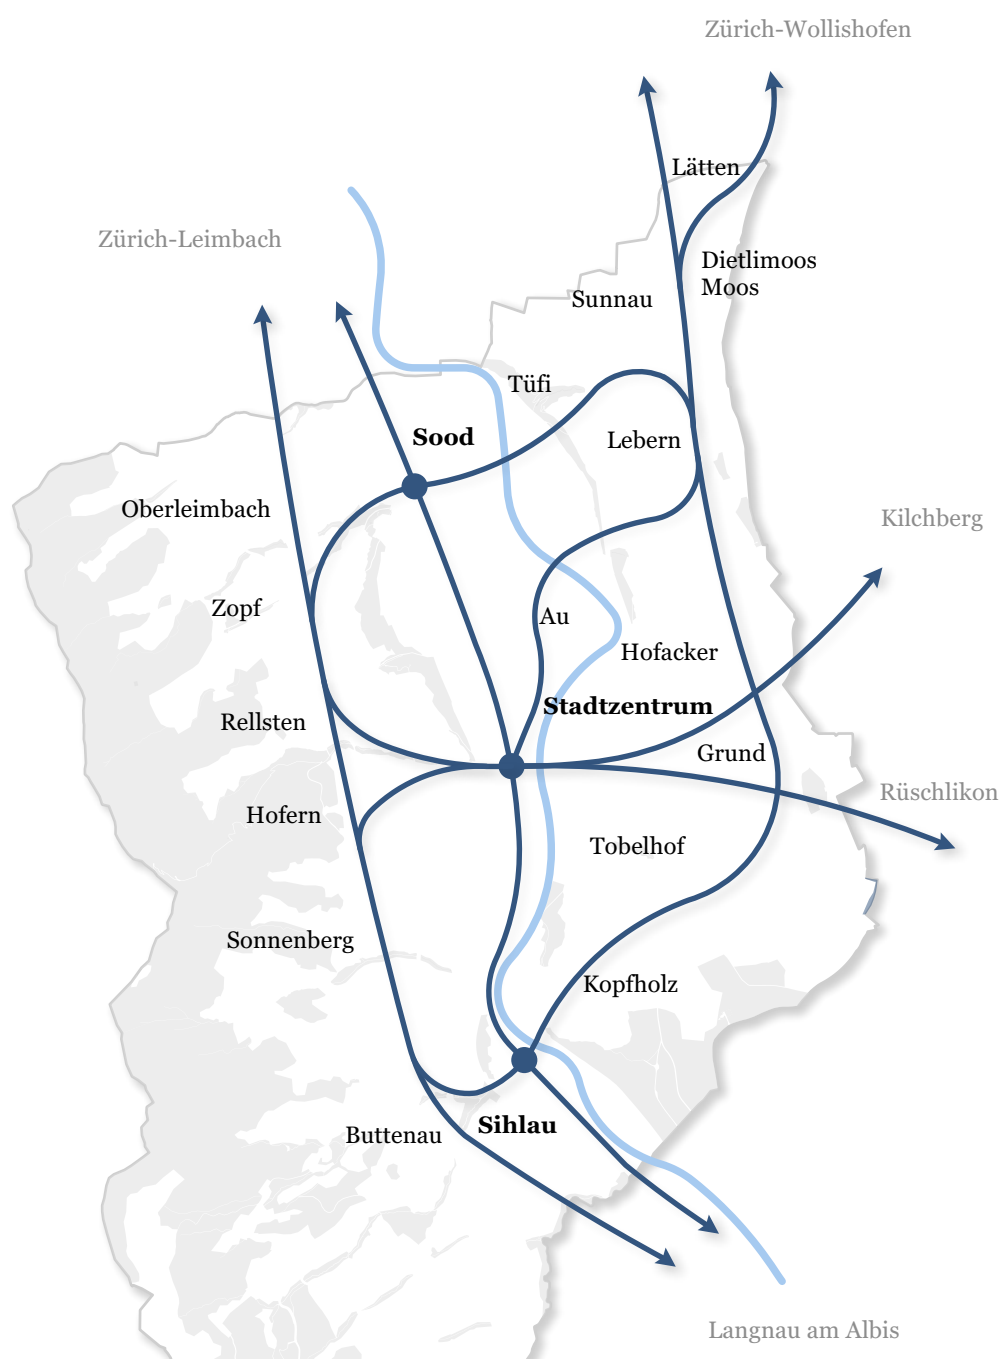 Zürich-Wollishofen
Lätten
Zürich-Leimbach
Dietlimoos
Moos
Sunnau
Tüfi
Sood
Lebern
Oberleimbach
Kilchberg
Zopf
Au
Hofacker
Stadtzentrum
Rellsten
Grund
Rüschlikon
Hofern
Tobelhof
Sonnenberg
Kopfholz
Sihlau
Buttenau
Langnau am Albis